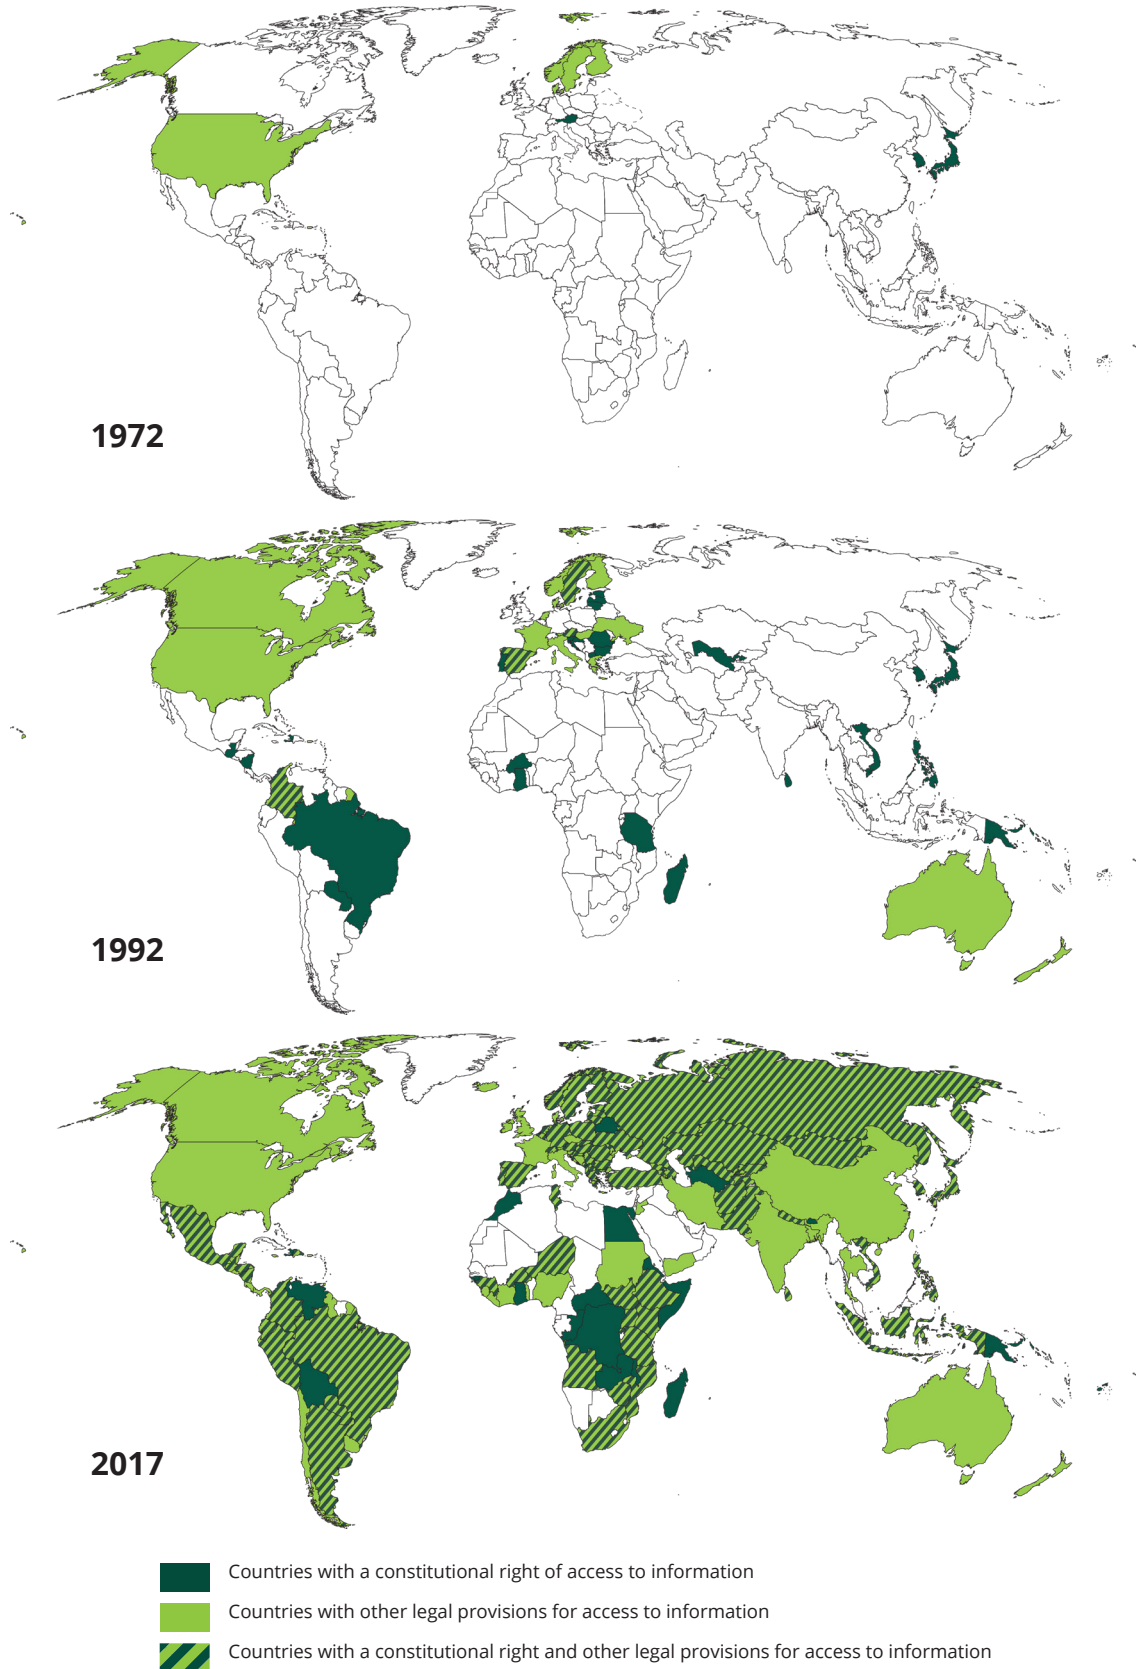 1972
1992
2017
Countries with a constitutional right of access to information
Countries with other legal provisions for access to information
Countries with a constitutional right and other legal provisions for access to information